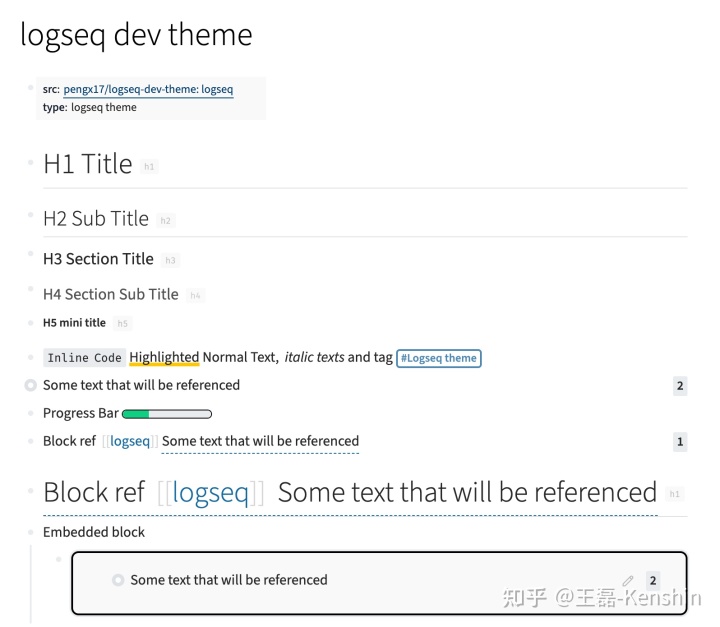 logseq dev theme
src: pengx17/logseq-dev-theme: logseq
type: logseq theme
H1 Title h1
H2 Sub Title h2
H3 Section Title h3
H4 Section Sub Title h4
H5 mini title h5
Inline Code Highlighted Normal Text, italic texts and tag #Logseq theme
Some text that will be referenced 2
Progress Bar
Block ref [[logseq]] Some text that will be referenced 1
Block ref [[logseq]] Some text that will be referenced h1
Embedded block
Some text that will be referenced 2
知乎 @王磊-Kenshin